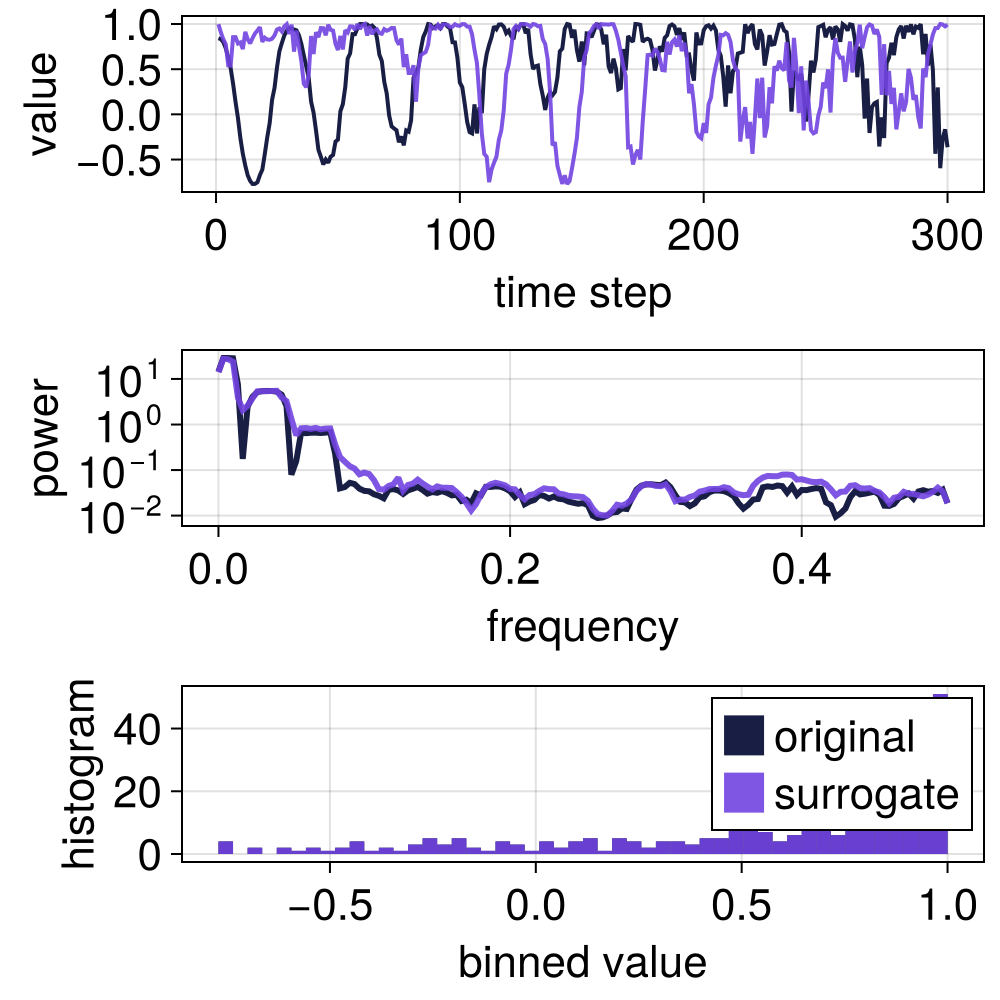 value
1.0
0.5
0.0
−0.5
0 100 200 300
time step
power
10¹
10⁰
10⁻¹
10⁻²
0.0 0.2 0.4
frequency
histogram
40
20
0
original
surrogate
−0.5 0.0 0.5 1.0
binned value